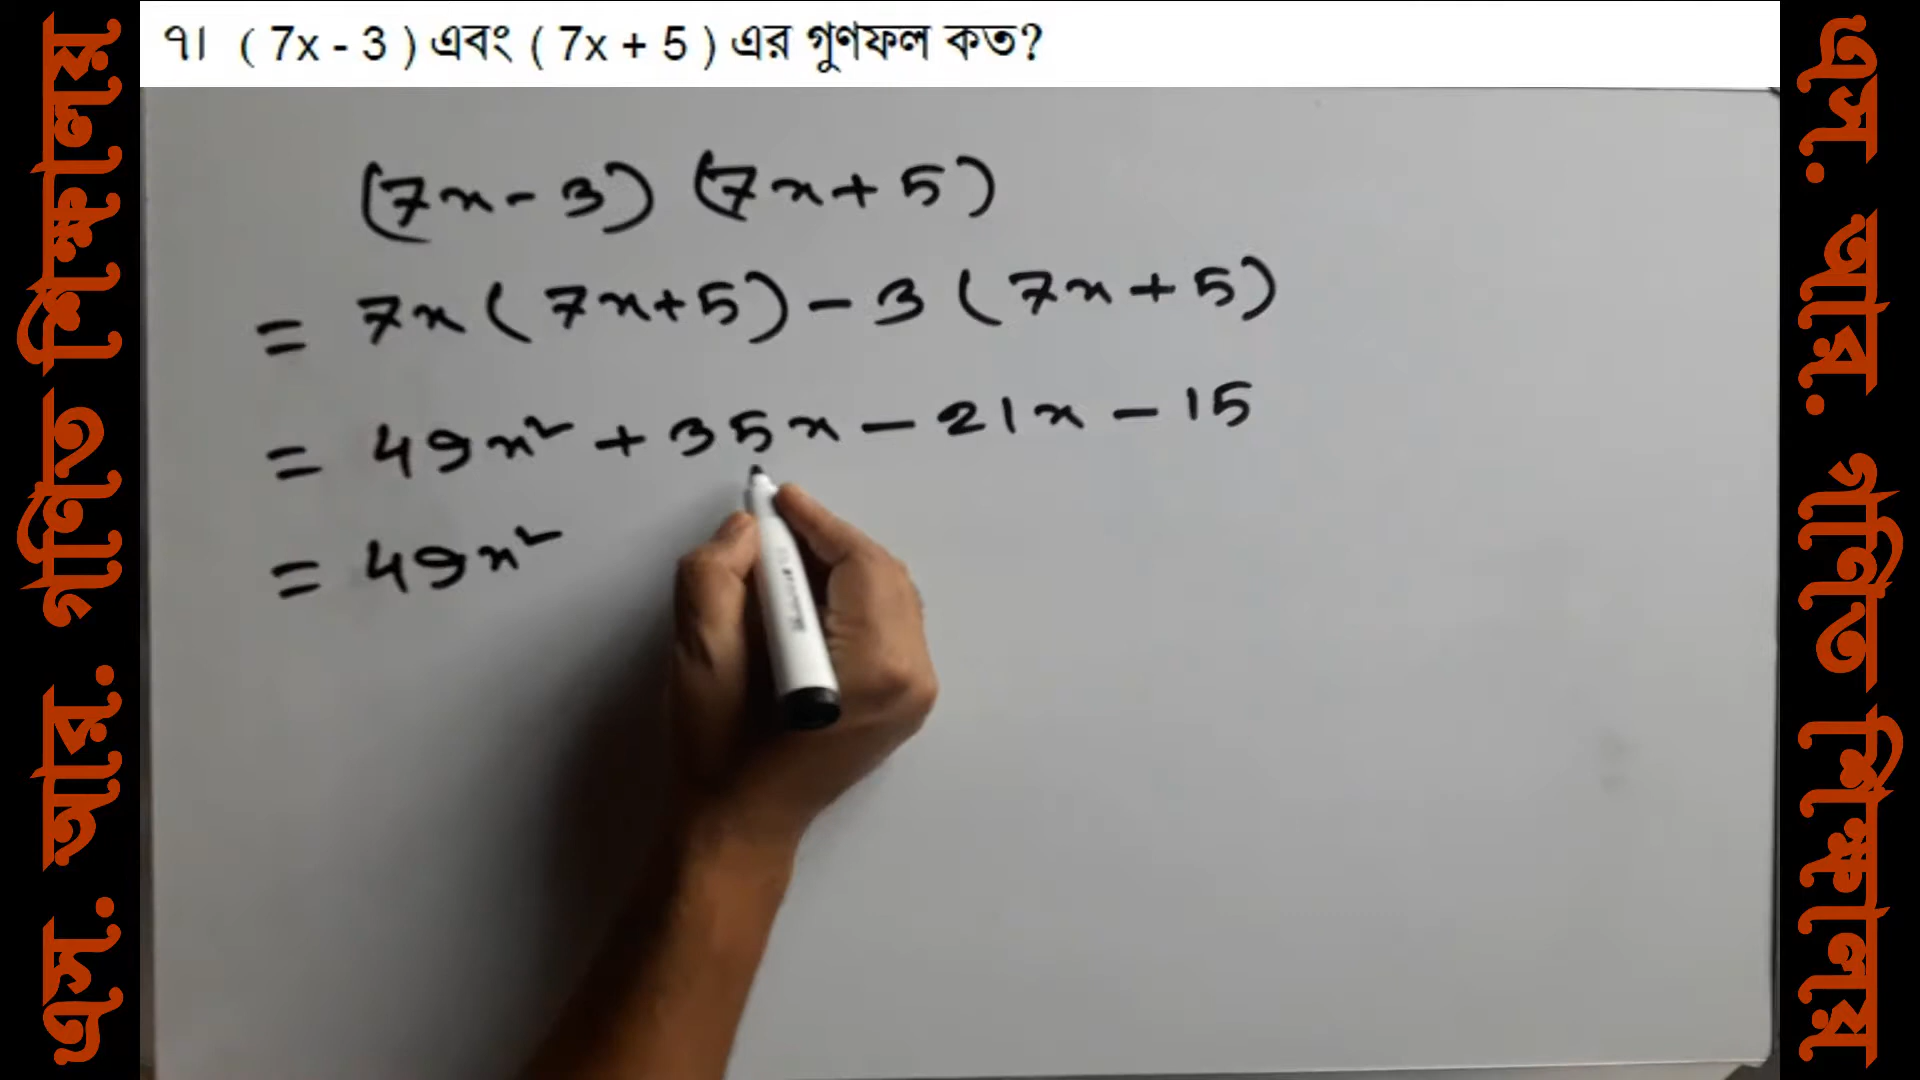 ৭। ( 7x - 3 ) এবং ( 7x + 5 ) এর গুণফল কত?
(7x - 3) (7x + 5)
= 7x ( 7x+5) - 3 ( 7x + 5)
= 49x² + 35x - 21x - 15
= 49x²
এস. আর. গণিত শিক্ষালয়
এস. আর. গণিত শিক্ষালয়